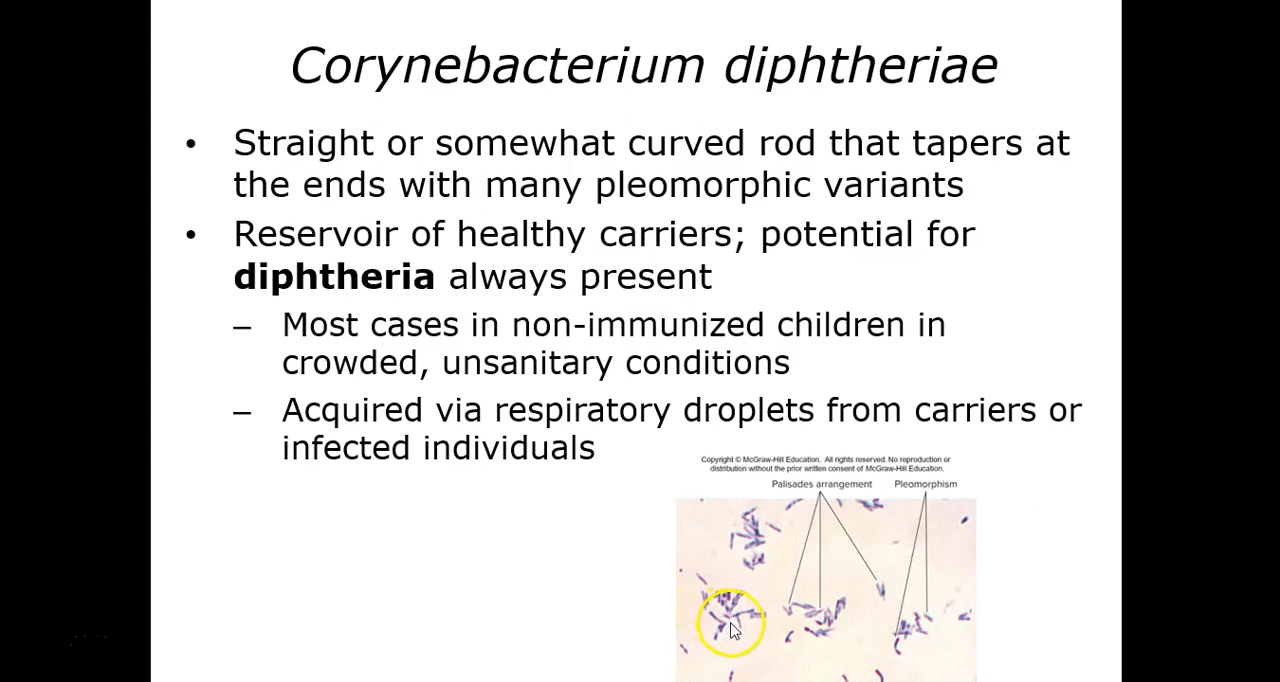 Corynebacterium diphtheriae
• Straight or somewhat curved rod that tapers at
the ends with many pleomorphic variants
• Reservoir of healthy carriers; potential for
diphtheria always present
– Most cases in non-immunized children in
crowded, unsanitary conditions
– Acquired via respiratory droplets from carriers or
infected individuals
Copyright © McGraw-Hill Education. All rights reserved. No reproduction or
distribution without the prior written consent of McGraw-Hill Education.
Palisades arrangement Pleomorphism